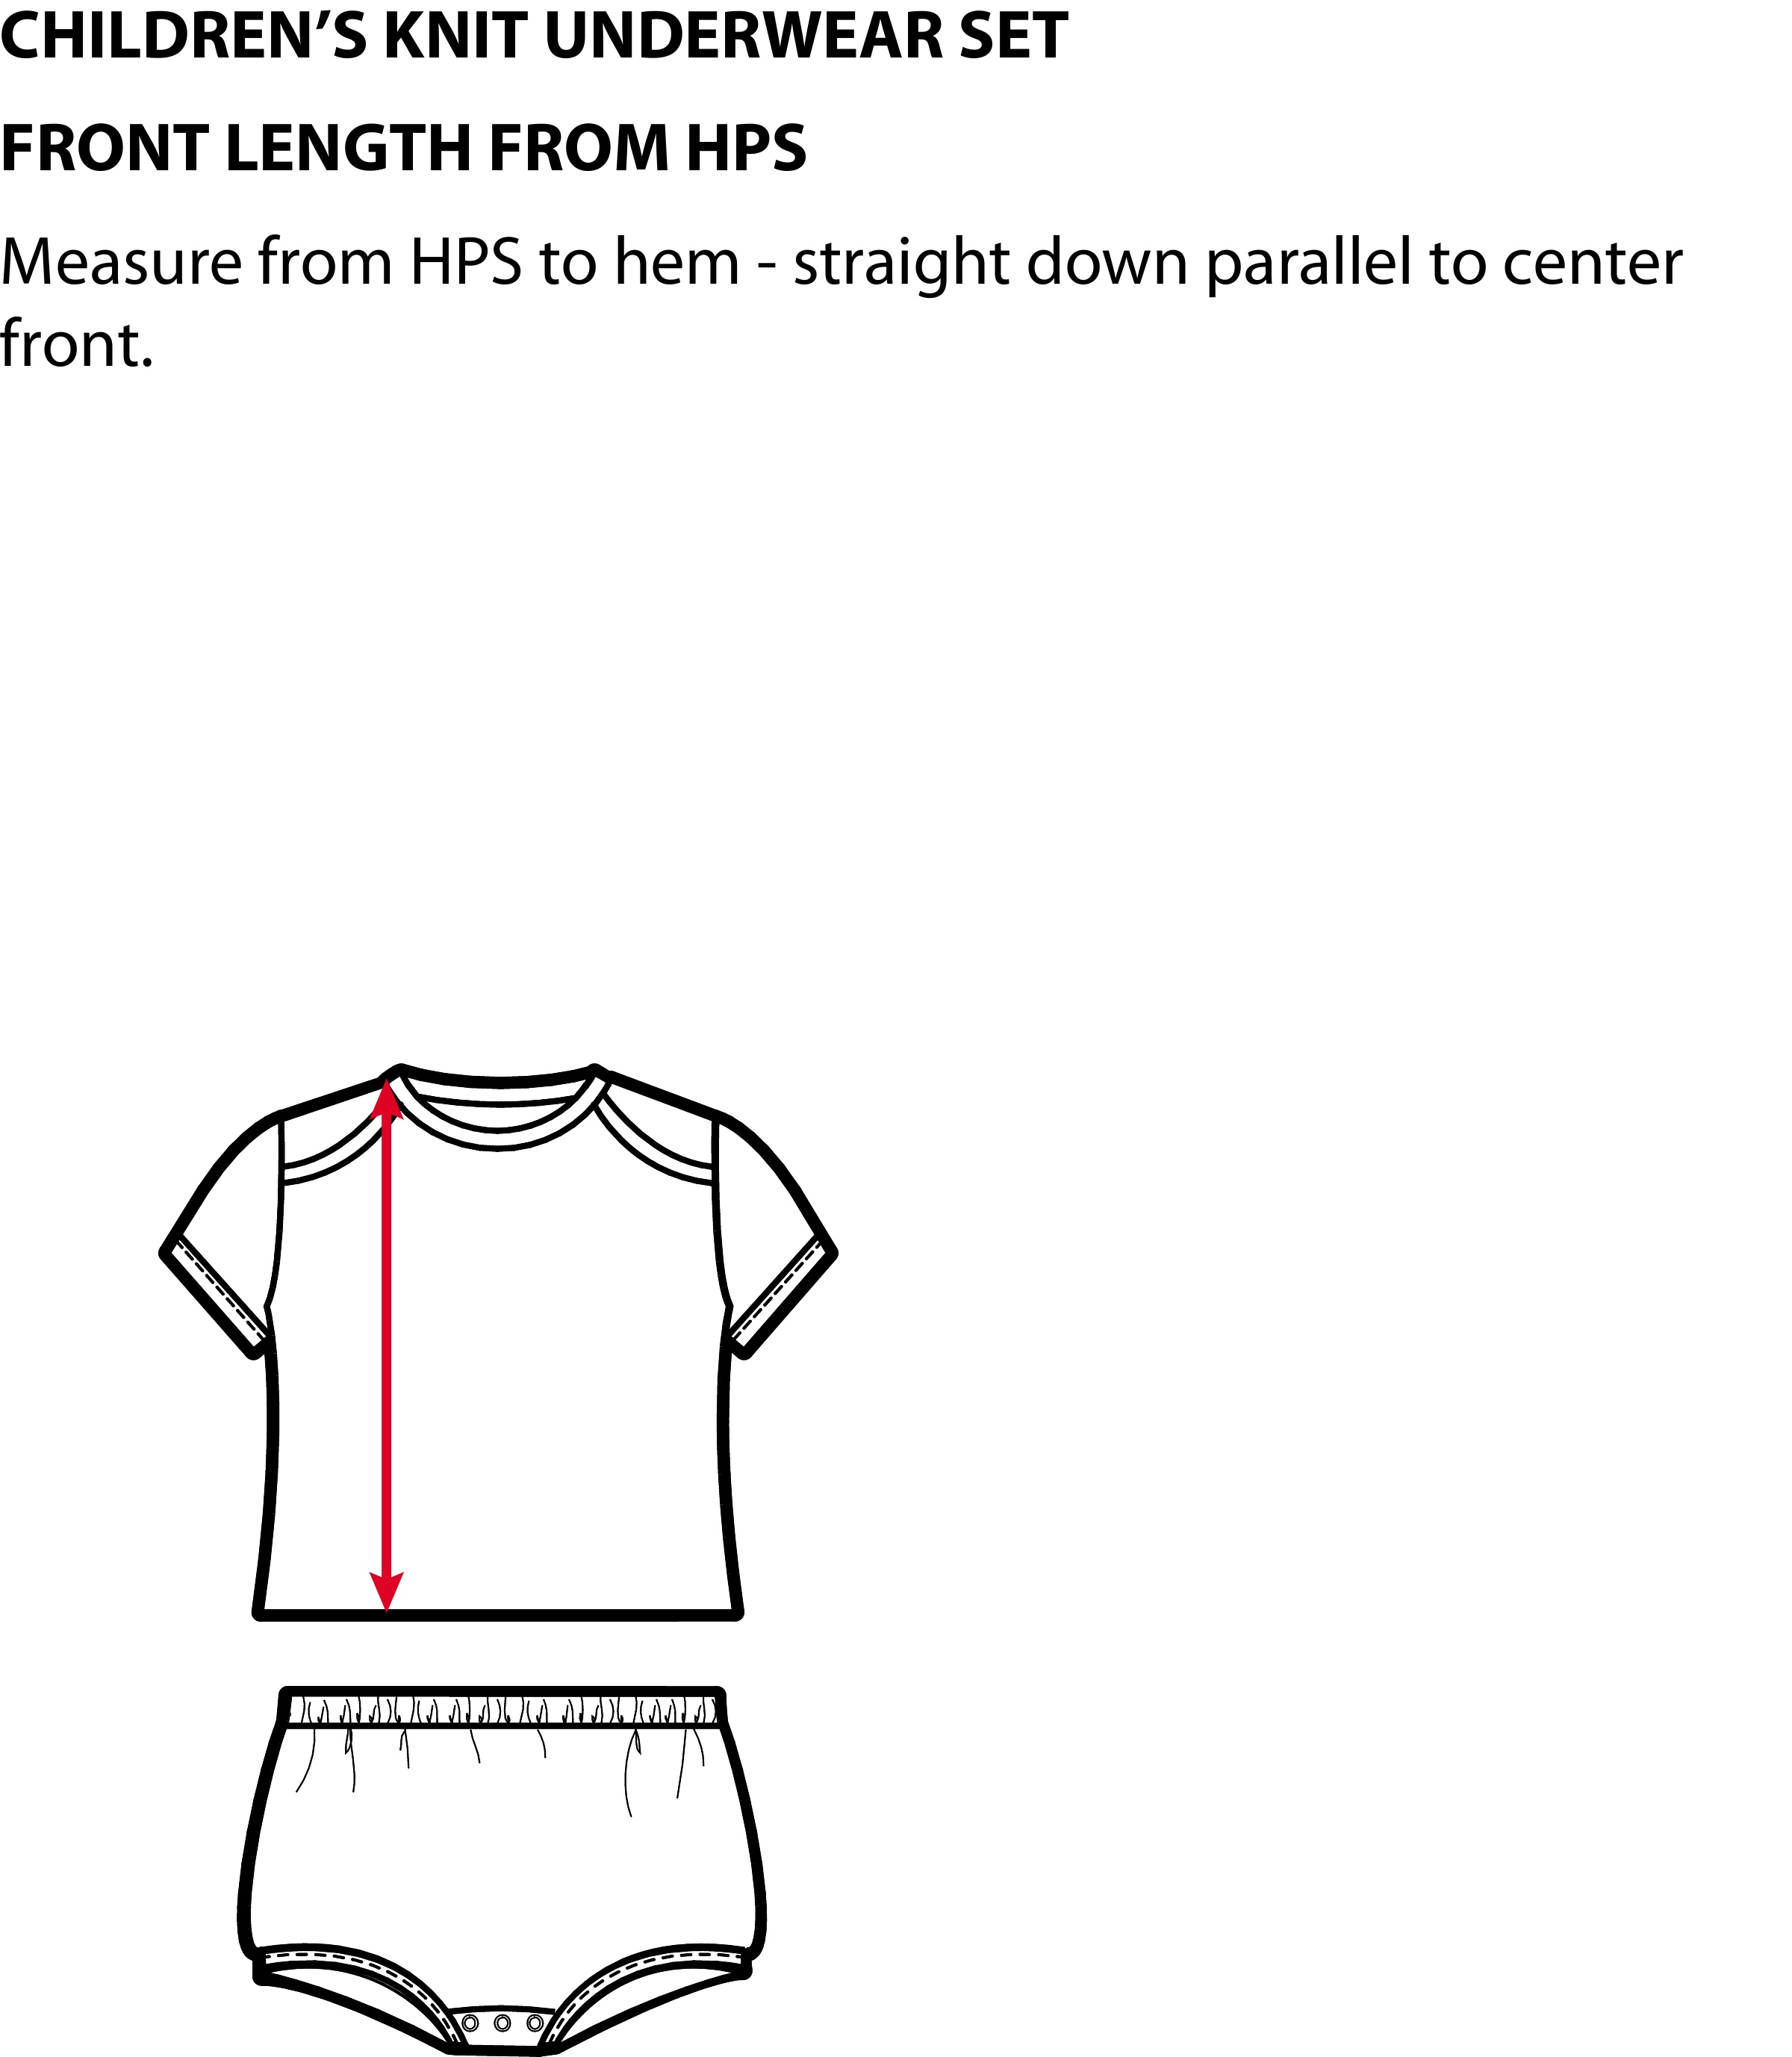 CHILDREN’S KNIT UNDERWEAR SET
FRONT LENGTH FROM HPS
Measure from HPS to hem - straight down parallel to center
front.